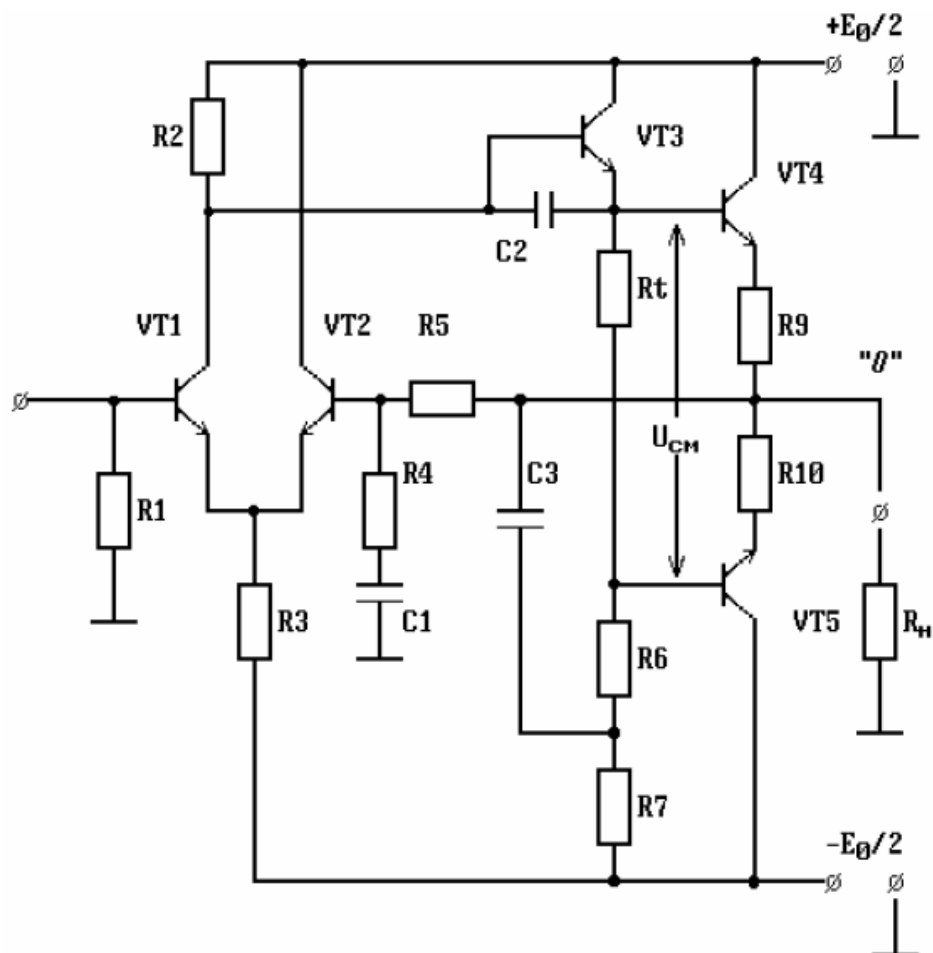 +E₀/2
R2
VT3
VT4
C2
Rt
R9
VT1
VT2
R5
"0"
Uсм
R4
C3
R10
R1
R3
C1
VT5
Rн
R6
R7
-E₀/2